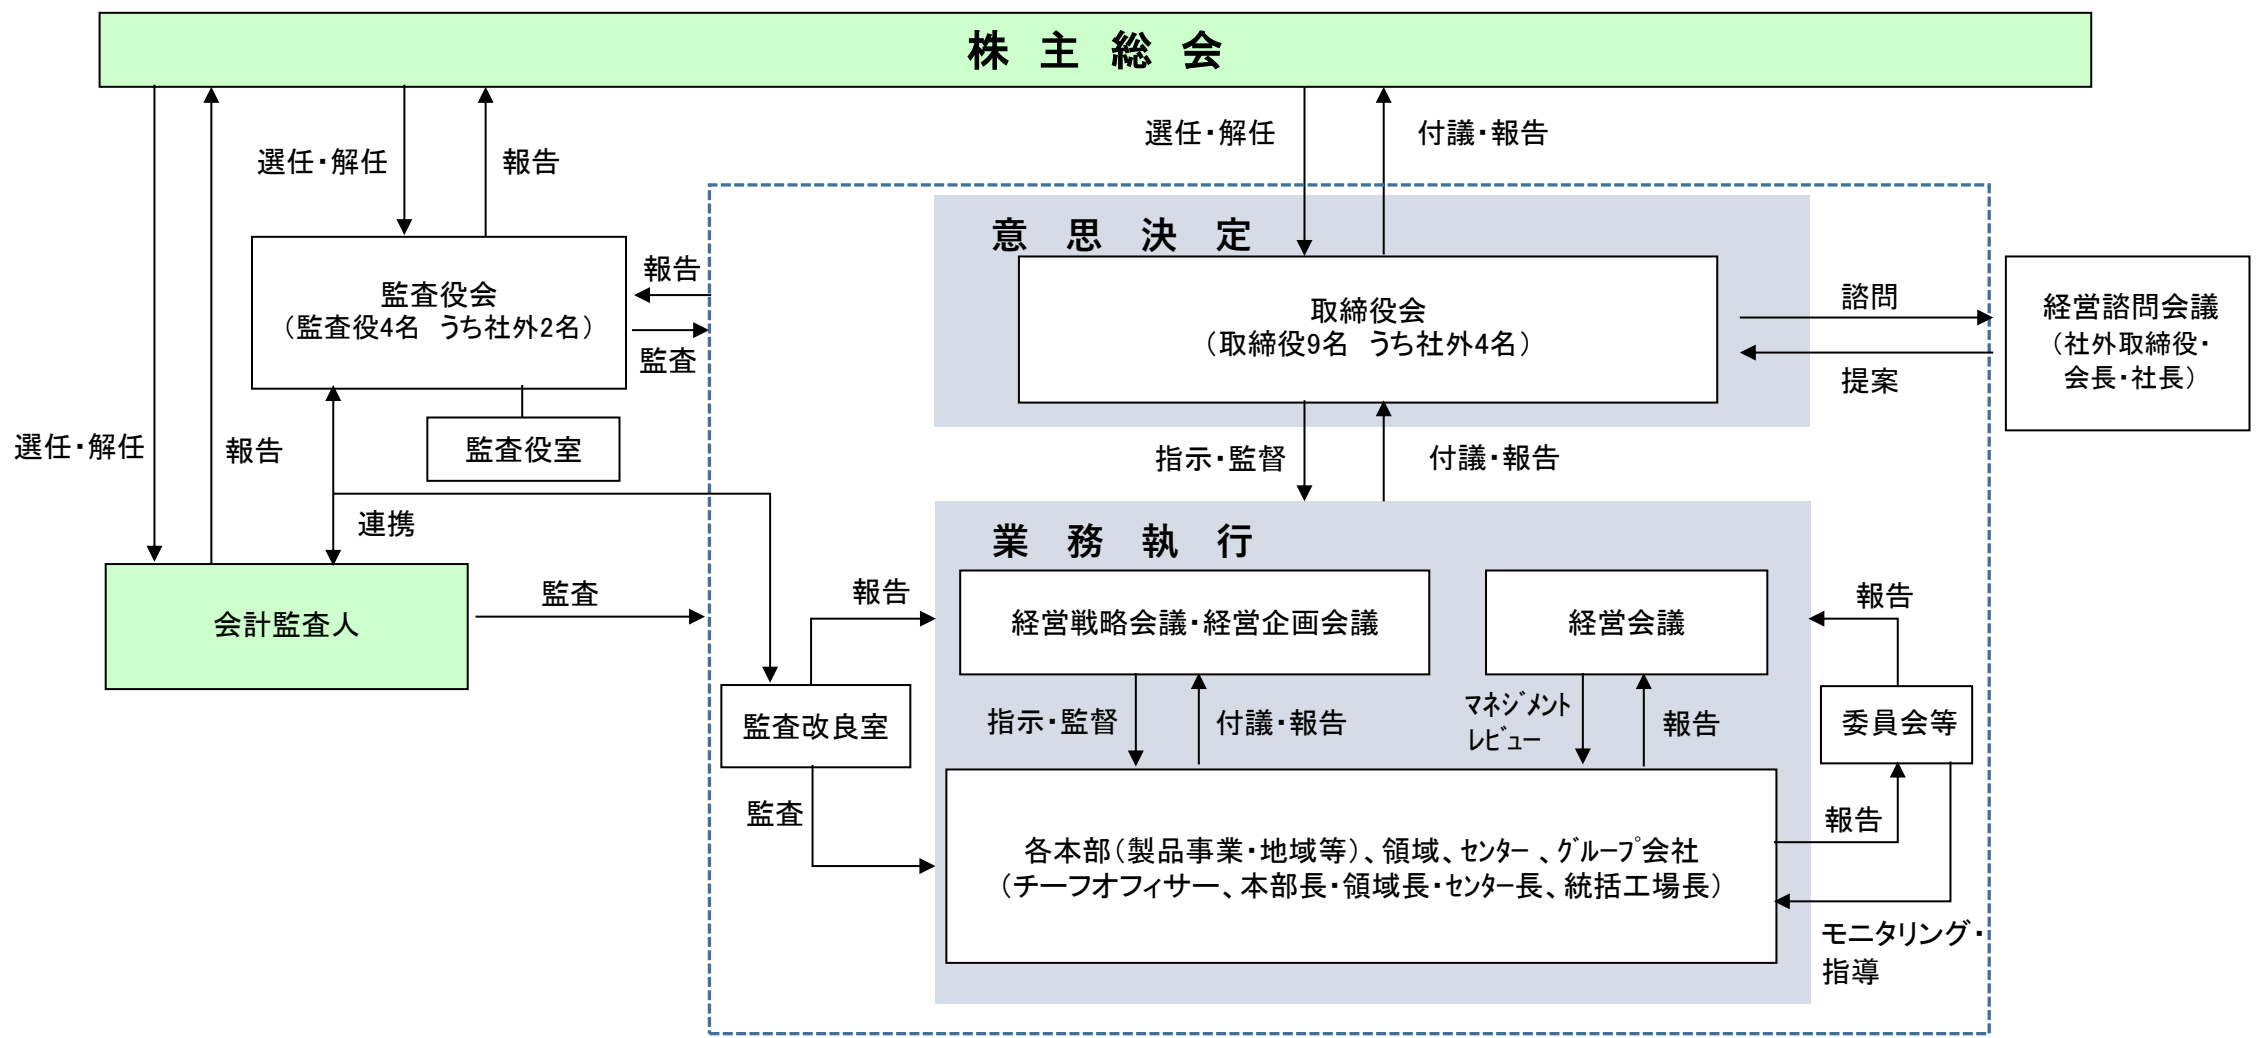 株 主 総 会
選任・解任
付議・報告
選任・解任
報告
意 思 決 定
報告
監査役会
（監査役4名 うち社外2名）
取締役会
（取締役9名 うち社外4名）
諮問
経営諮問会議
（社外取締役・
会長・社長）
監査
提案
選任・解任
報告
監査役室
指示・監督
付議・報告
連携
業 務 執 行
監査
報告
報告
会計監査人
経営戦略会議・経営企画会議
経営会議
監査改良室
指示・監督
付議・報告
ﾏﾈｼﾞﾒﾝﾄ
ﾚﾋﾞｭｰ
報告
委員会等
監査
報告
各本部（製品事業・地域等）、領域、ｾﾝﾀｰ 、ｸﾞﾙｰﾌﾟ会社
（チーフオフィサー、本部長・領域長・ｾﾝﾀｰ長、統括工場長）
モニタリング・
指導